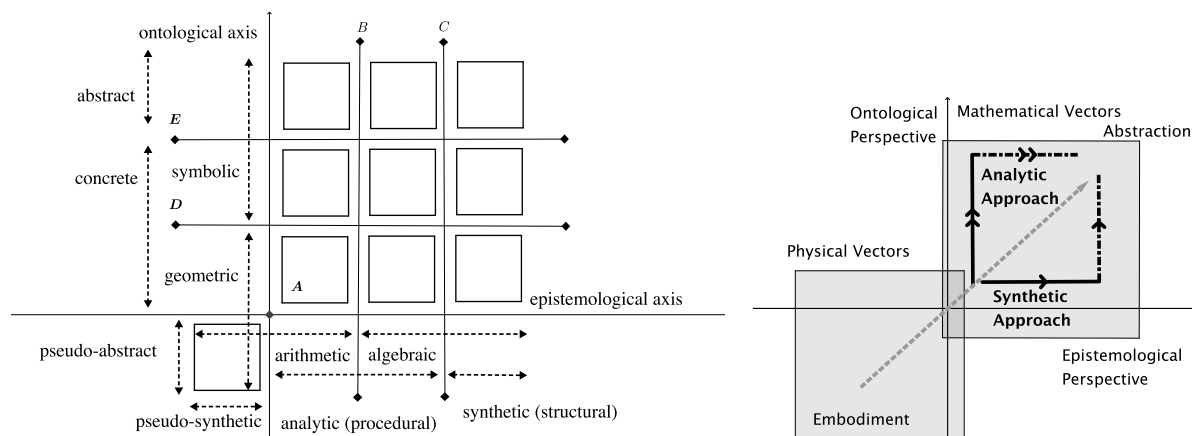 ontological axis
B
C
abstract
E
concrete
symbolic
D
geometric
A
epistemological axis
pseudo-abstract
arithmetic
algebraic
pseudo-synthetic
analytic (procedural)
synthetic (structural)
Ontological
Perspective
Mathematical Vectors
Abstraction
Analytic
Approach
Physical Vectors
Synthetic
Approach
Epistemological
Perspective
Embodiment